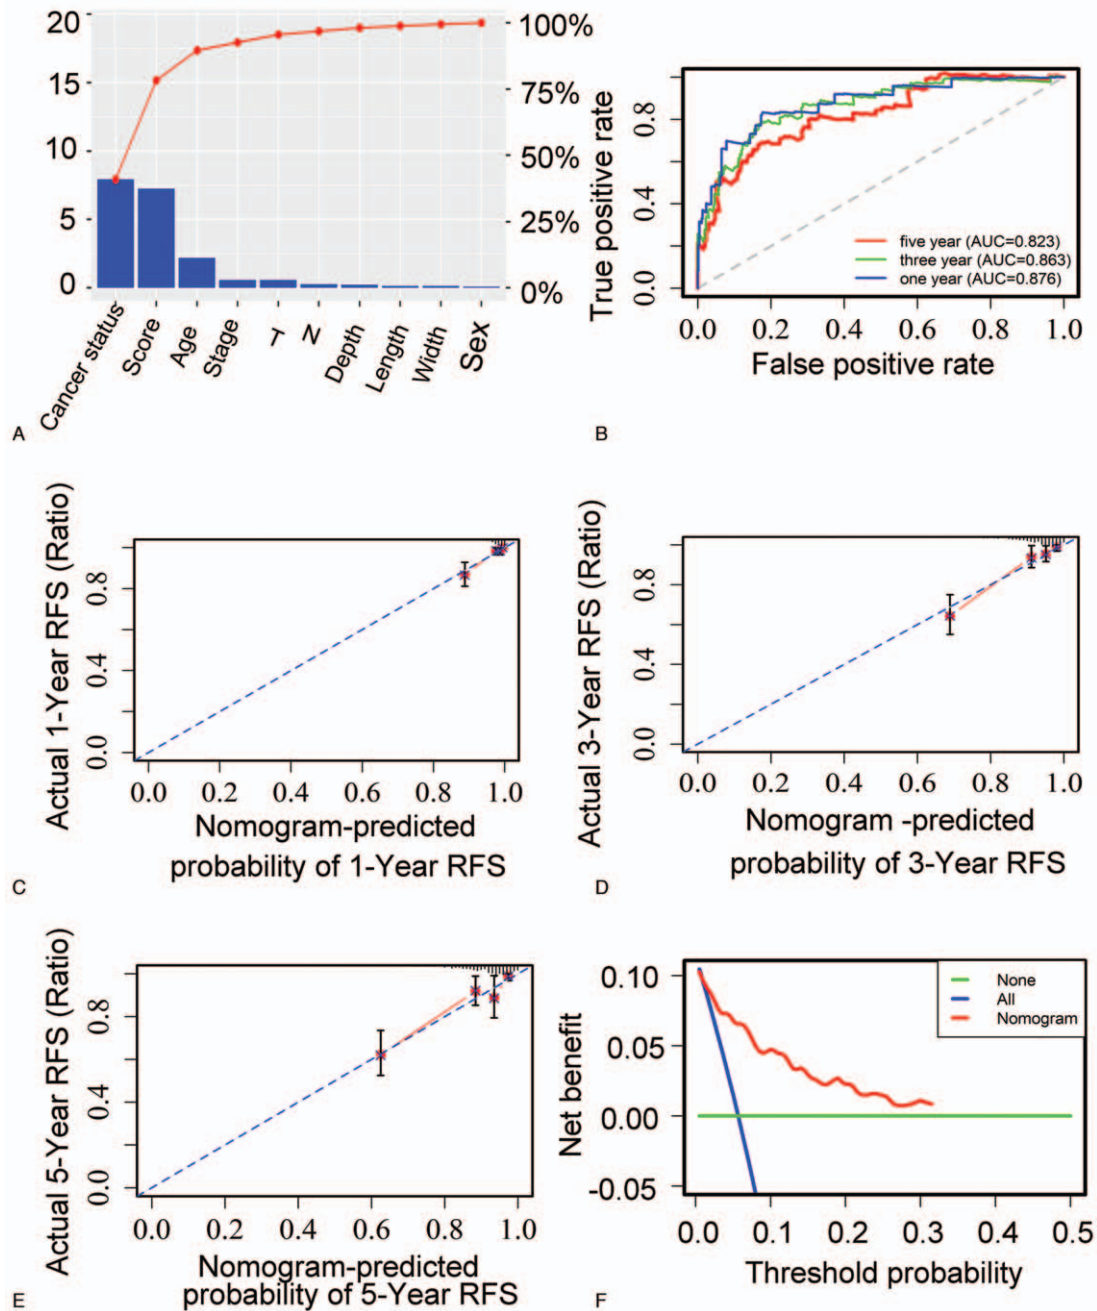 20
15
10
5
0
100%
75%
50%
25%
0%
Cancer status
Score
Age
Stage
T
N
Depth
Length
Width
Sex
A
True positive rate
0.8
0.4
0.0
five year (AUC=0.823)
three year (AUC=0.863)
one year (AUC=0.876)
0.0 0.2 0.4 0.6 0.8 1.0
False positive rate
B
Actual 1-Year RFS (Ratio)
0.8
0.4
0.0
0.0 0.2 0.4 0.6 0.8 1.0
Nomogram-predicted
probability of 1-Year RFS
C
Actual 3-Year RFS (Ratio)
0.8
0.4
0.0
0.0 0.2 0.4 0.6 0.8 1.0
Nomogram -predicted
probability of 3-Year RFS
D
Actual 5-Year RFS (Ratio)
0.8
0.4
0.0
0.0 0.2 0.4 0.6 0.8 1.0
Nomogram-predicted
probability of 5-Year RFS
E
Net benefit
0.10
0.05
0.00
-0.05
None
All
Nomogram
0.0 0.1 0.2 0.3 0.4 0.5
Threshold probability
F